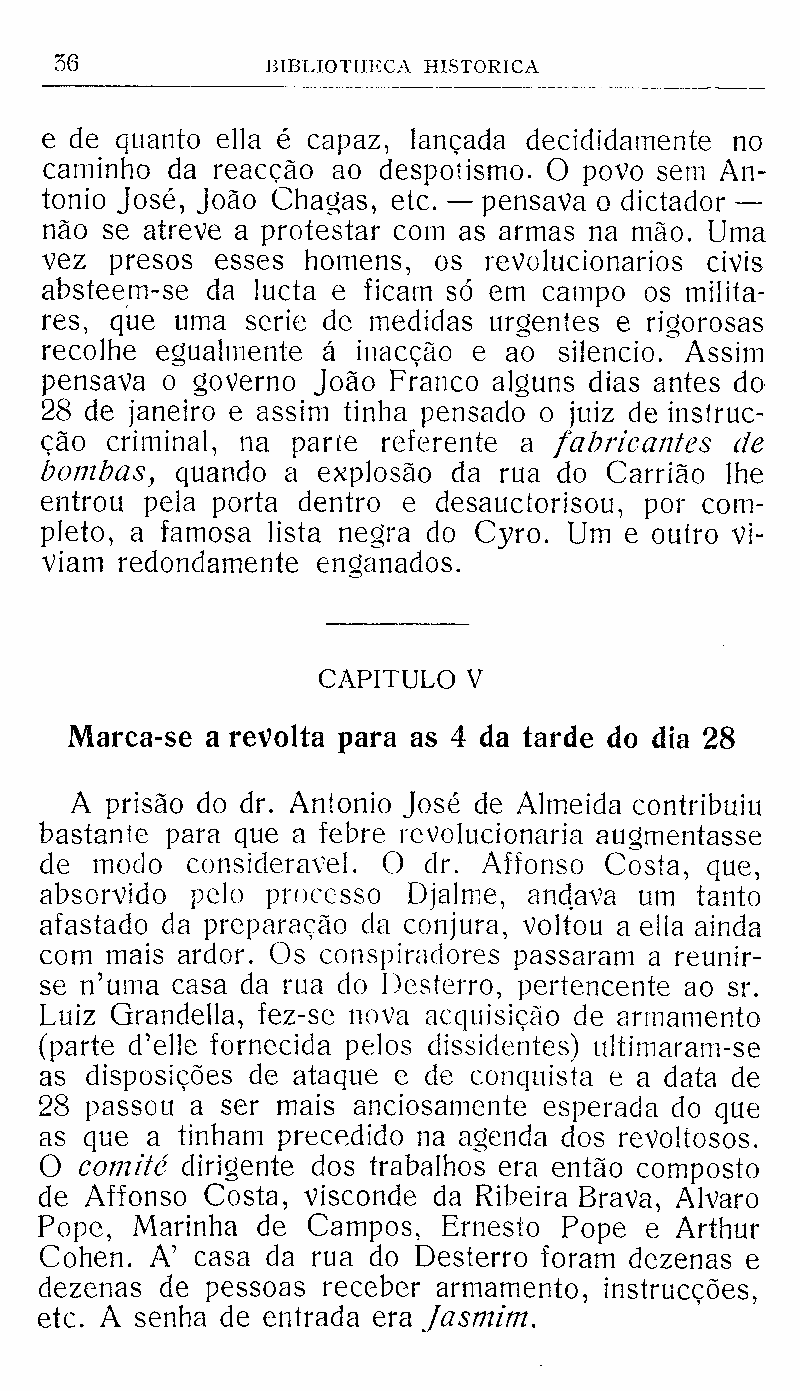 36 BIBLIOTHECA HISTORICA
e de quanto ella é capaz, lançada decididamente no
caminho da reacção ao despotismo. O povo sem An-
tonio José, João Chagas, etc. — pensava o dictador —
não se atreve a protestar com as armas na mão. Uma
vez presos esses homens, os revolucionarios civis
absteem-se da lucta e ficam só em campo os milita-
res, que uma serie de medidas urgentes e rigorosas
recolhe egualmente á inacção e ao silencio. Assim
pensava o governo João Franco alguns dias antes do
28 de janeiro e assim tinha pensado o juiz de instruc-
ção criminal, na parte referente a fabricantes de
bombas, quando a explosão da rua do Carrião lhe
entrou pela porta dentro e desauctorisou, por com-
pleto, a famosa lista negra do Cyro. Um e outro vi-
viam redondamente enganados.
CAPITULO V
Marca-se a revolta para as 4 da tarde do dia 28
A prisão do dr. Antonio José de Almeida contribuiu
bastante para que a febre revolucionaria augmentasse
de modo consideravel. O dr. Affonso Costa, que,
absorvido pelo processo Djalme, andava um tanto
afastado da preparação da conjura, voltou a ella ainda
com mais ardor. Os conspiradores passaram a reunir-
se n'uma casa da rua do Desterro, pertencente ao sr.
Luiz Grandella, fez-se nova acquisição de armamento
(parte d'elle fornecida pelos dissidentes) ultimaram-se
as disposições de ataque e de conquista e a data de
28 passou a ser mais anciosamente esperada do que
as que a tinham precedido na agenda dos revoltosos.
O comité dirigente dos trabalhos era então composto
de Affonso Costa, visconde da Ribeira Brava, Alvaro
Pope, Marinha de Campos, Ernesto Pope e Arthur
Cohen. A' casa da rua do Desterro foram dezenas e
dezenas de pessoas receber armamento, instrucções,
etc. A senha de entrada era Jasmim.